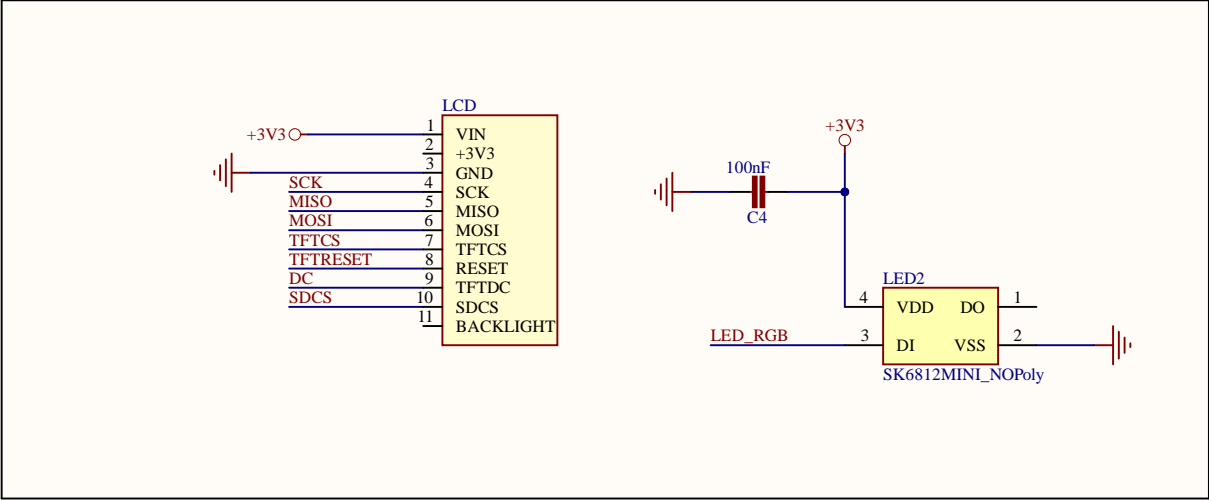 LCD
+3V3
1
VIN
2
+3V3
3
GND
SCK
4
SCK
MISO
5
MISO
MOSI
6
MOSI
TFTCS
7
TFTCS
TFTRESET
8
RESET
DC
9
TFTDC
SDCS
10
SDCS
11
BACKLIGHT
+3V3
100nF
C4
LED2
4
VDD
DO
1
LED_RGB
3
DI
VSS
2
SK6812MINI_NOPoly